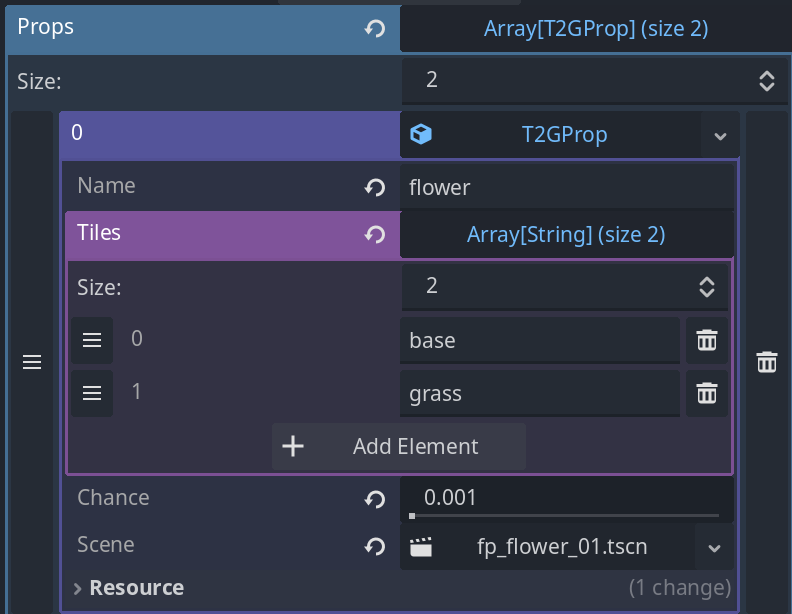 Props Array[T2GProp] (size 2)
Size: 2
0 T2GProp
Name flower
Tiles Array[String] (size 2)
Size: 2
0 base
1 grass
Add Element
Chance 0.001
Scene fp_flower_01.tscn
Resource (1 change)